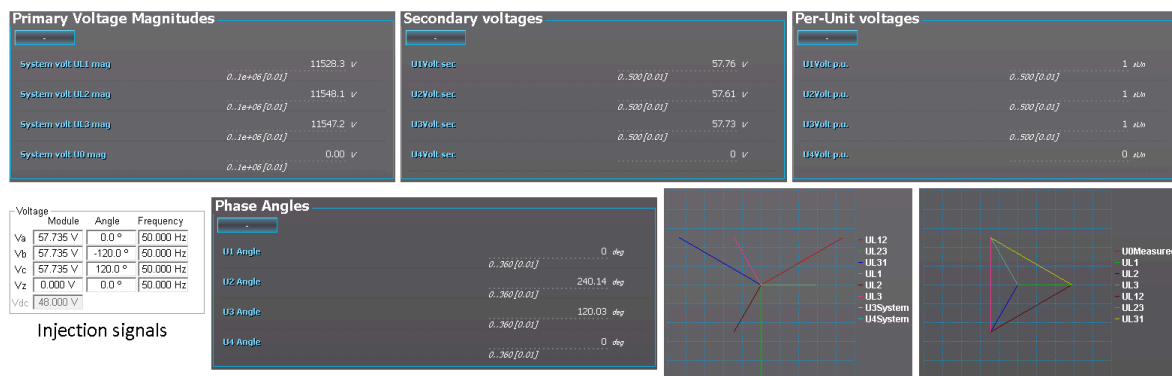 Primary Voltage Magnitudes
-
System volt UL1 mag 11528.3 V
0..1e+06 [0.01]
System volt UL2 mag 11548.1 V
0..1e+06 [0.01]
System volt UL3 mag 11547.2 V
0..1e+06 [0.01]
System volt U0 mag 0.00 V
0..1e+06 [0.01]
Secondary voltages
-
U1Volt sec 57.76 V
0..500 [0.01]
U2Volt sec 57.61 V
0..500 [0.01]
U3Volt sec 57.73 V
0..500 [0.01]
U4Volt sec 0 V
Per-Unit voltages
-
U1Volt p.u. 1 xUn
0..500 [0.01]
U2Volt p.u. 1 xUn
0..500 [0.01]
U3Volt p.u. 1 xUn
0..500 [0.01]
U4Volt p.u. 0 xUn
Voltage
Module Angle Frequency
Va 57.735 V 0.0 º 50.000 Hz
Vb 57.735 V -120.0 º 50.000 Hz
Vc 57.735 V 120.0 º 50.000 Hz
Vz 0.000 V 0.0 º 50.000 Hz
Vdc 48.000 V
Injection signals
Phase Angles
-
U1 Angle 0 deg
0..360 [0.01]
U2 Angle 240.14 deg
0..360 [0.01]
U3 Angle 120.03 deg
0..360 [0.01]
U4 Angle 0 deg
0..360 [0.01]
UL12
UL23
UL31
UL1
UL2
UL3
U3System
U4System
U0Measured
UL1
UL2
UL3
UL12
UL23
UL31